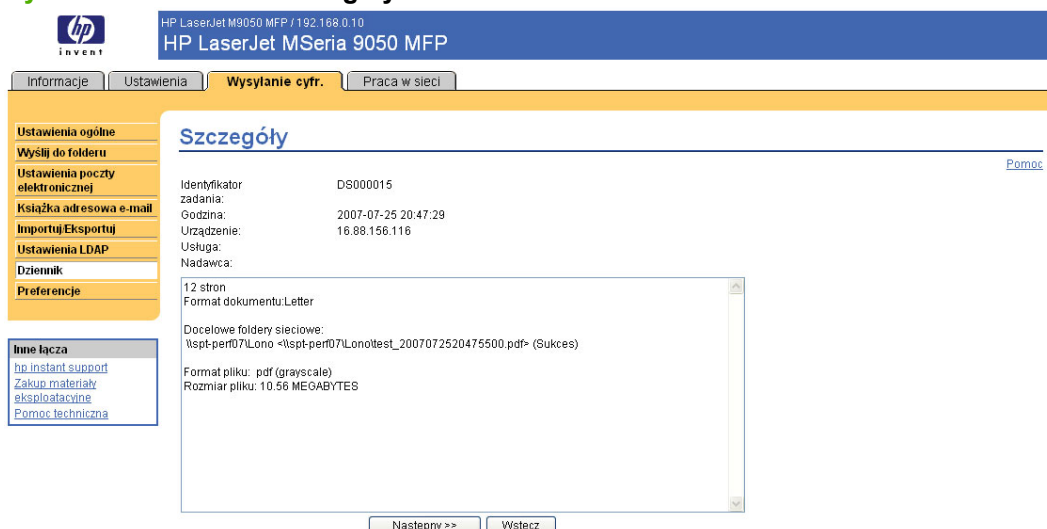 hp
invent
HP LaserJet M9050 MFP / 192.168.0.10
HP LaserJet MSeria 9050 MFP
Informacje
Ustawienia
Wysyłanie cyfr.
Praca w sieci
Ustawienia ogólne
Wyślij do folderu
Ustawienia poczty
elektronicznej
Książka adresowa e-mail
Importuj/Eksportuj
Ustawienia LDAP
Dziennik
Preferencje
Inne łącza
hp instant support
Zakup materiały
eksploatacyjne
Pomoc techniczna
Szczegóły
Pomoc
Identyfikator
zadania:
DS000015
Godzina:
2007-07-25 20:47:29
Urządzenie:
16.88.156.116
Usługa:
Nadawca:
12 stron
Format dokumentu:Letter
Docelowe foldery sieciowe:
\\spt-perf07\Lono <\\spt-perf07\Lono\test_2007072520475500.pdf> (Sukces)
Format pliku: pdf (grayscale)
Rozmiar pliku: 10.56 MEGABYTES
Następny >>
Wstecz